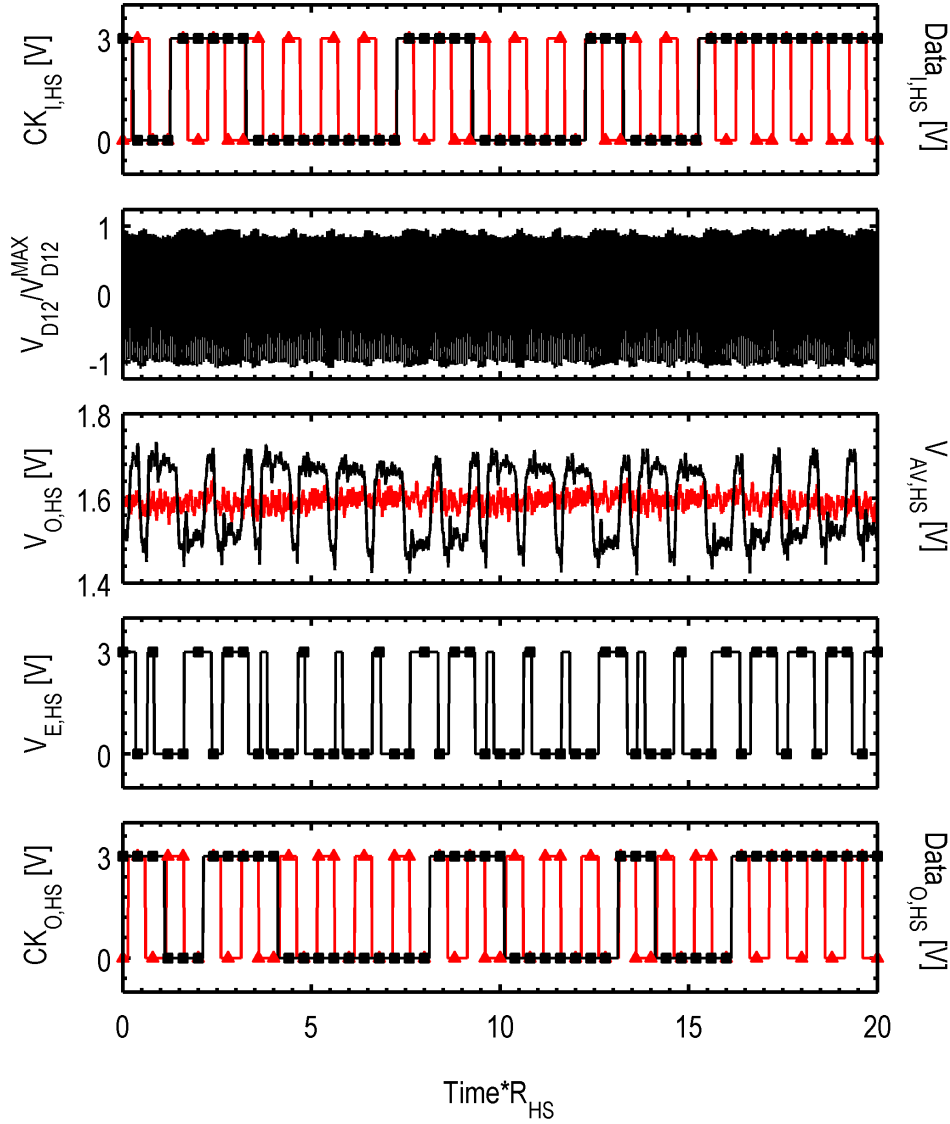 CK_I,HS [V]
3
0
Data_I,HS [V]
V_D12/V_D12^MAX
1
0
-1
V_O,HS [V]
1.8
1.6
1.4
V_AV,HS [V]
V_E,HS [V]
3
0
CK_O,HS [V]
3
0
Data_O,HS [V]
0 5 10 15 20
Time*R_HS